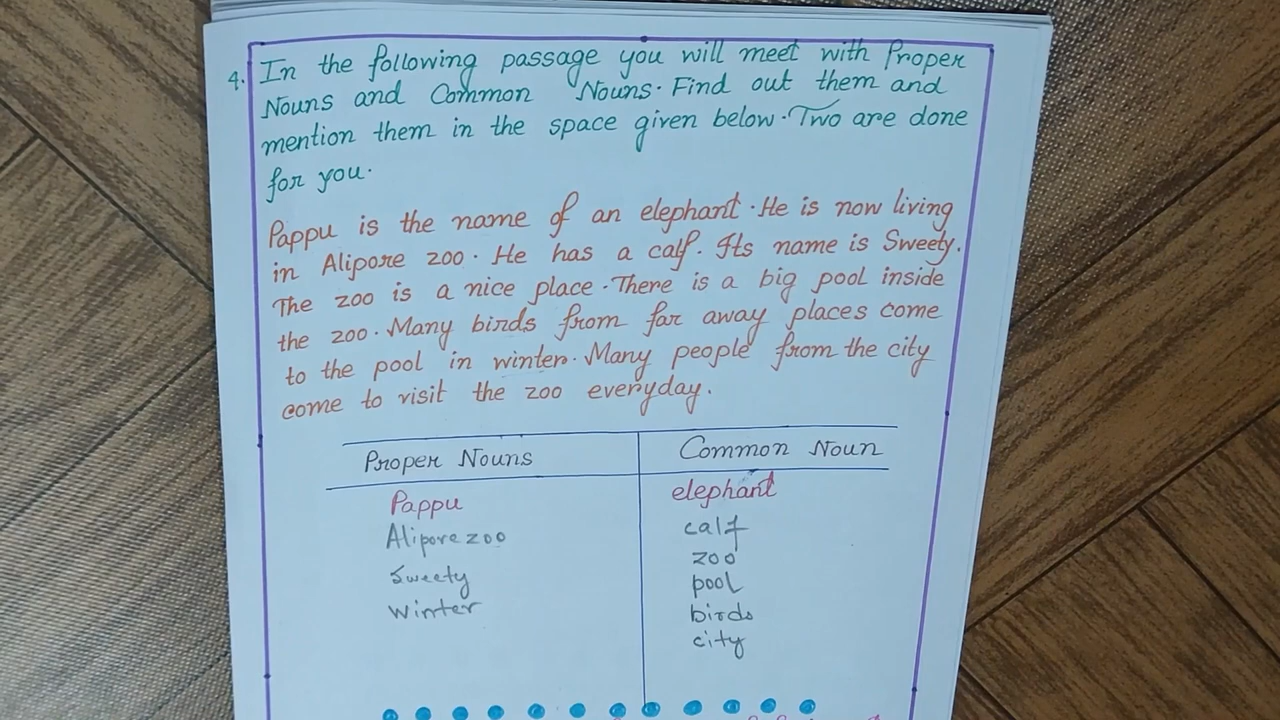 4. In the following passage you will meet with Proper
Nouns and Common Nouns. Find out them and
mention them in the space given below. Two are done
for you.
Pappu is the name of an elephant. He is now living
in Alipore zoo. He has a calf. Its name is Sweety.
The zoo is a nice place. There is a big pool inside
the zoo. Many birds from far away places come
to the pool in winter. Many people from the city
come to visit the zoo everyday.
Proper Nouns Common Noun
Pappu elephant
Alipore zoo calf
Sweety zoo
Winter pool
birds
city